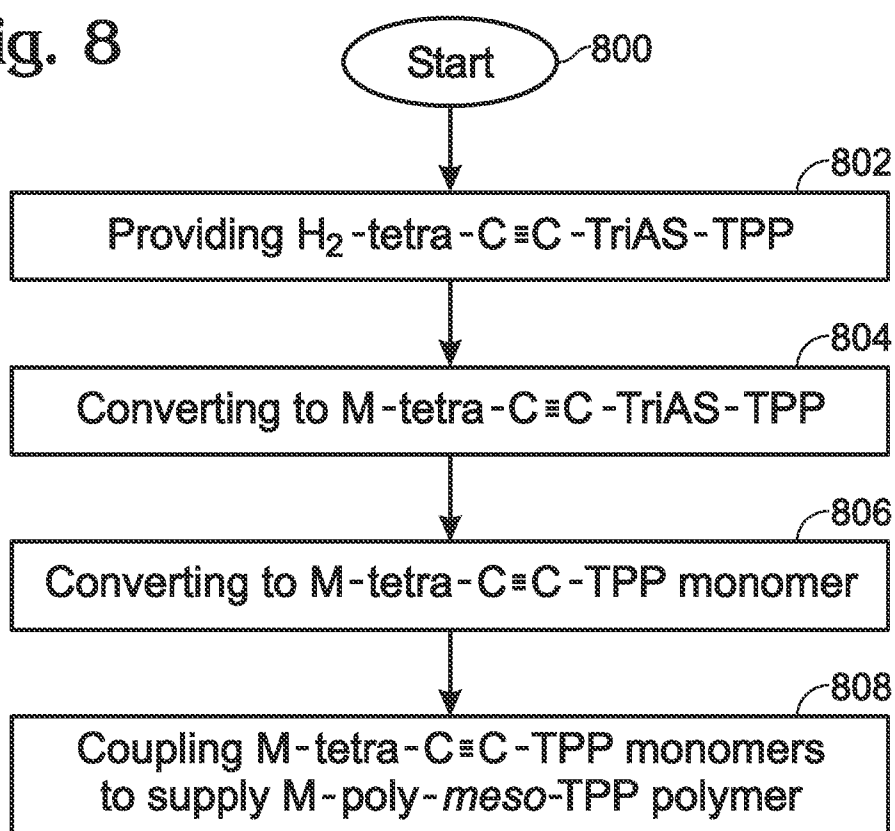 ig. 8
Start
800
802
Providing H₂-tetra-C≡C-TriAS-TPP
804
Converting to M-tetra-C≡C-TriAS-TPP
806
Converting to M-tetra-C≡C-TPP monomer
808
Coupling M-tetra-C≡C-TPP monomers
to supply M-poly-meso-TPP polymer